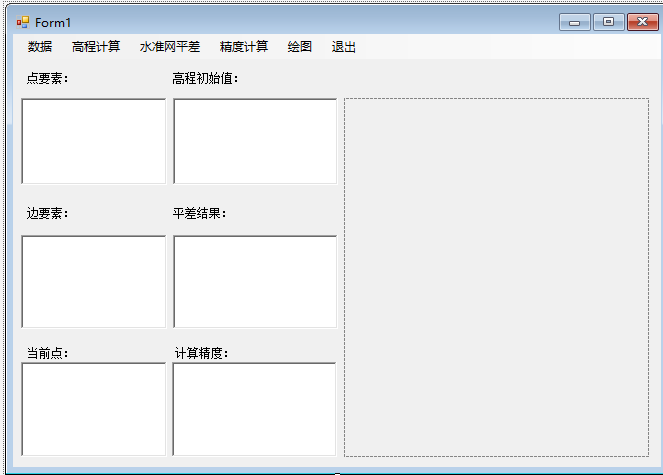 Form1
数据 高程计算 水准网平差 精度计算 绘图 退出
点要素: 高程初始值:
边要素: 平差结果:
当前点: 计算精度: